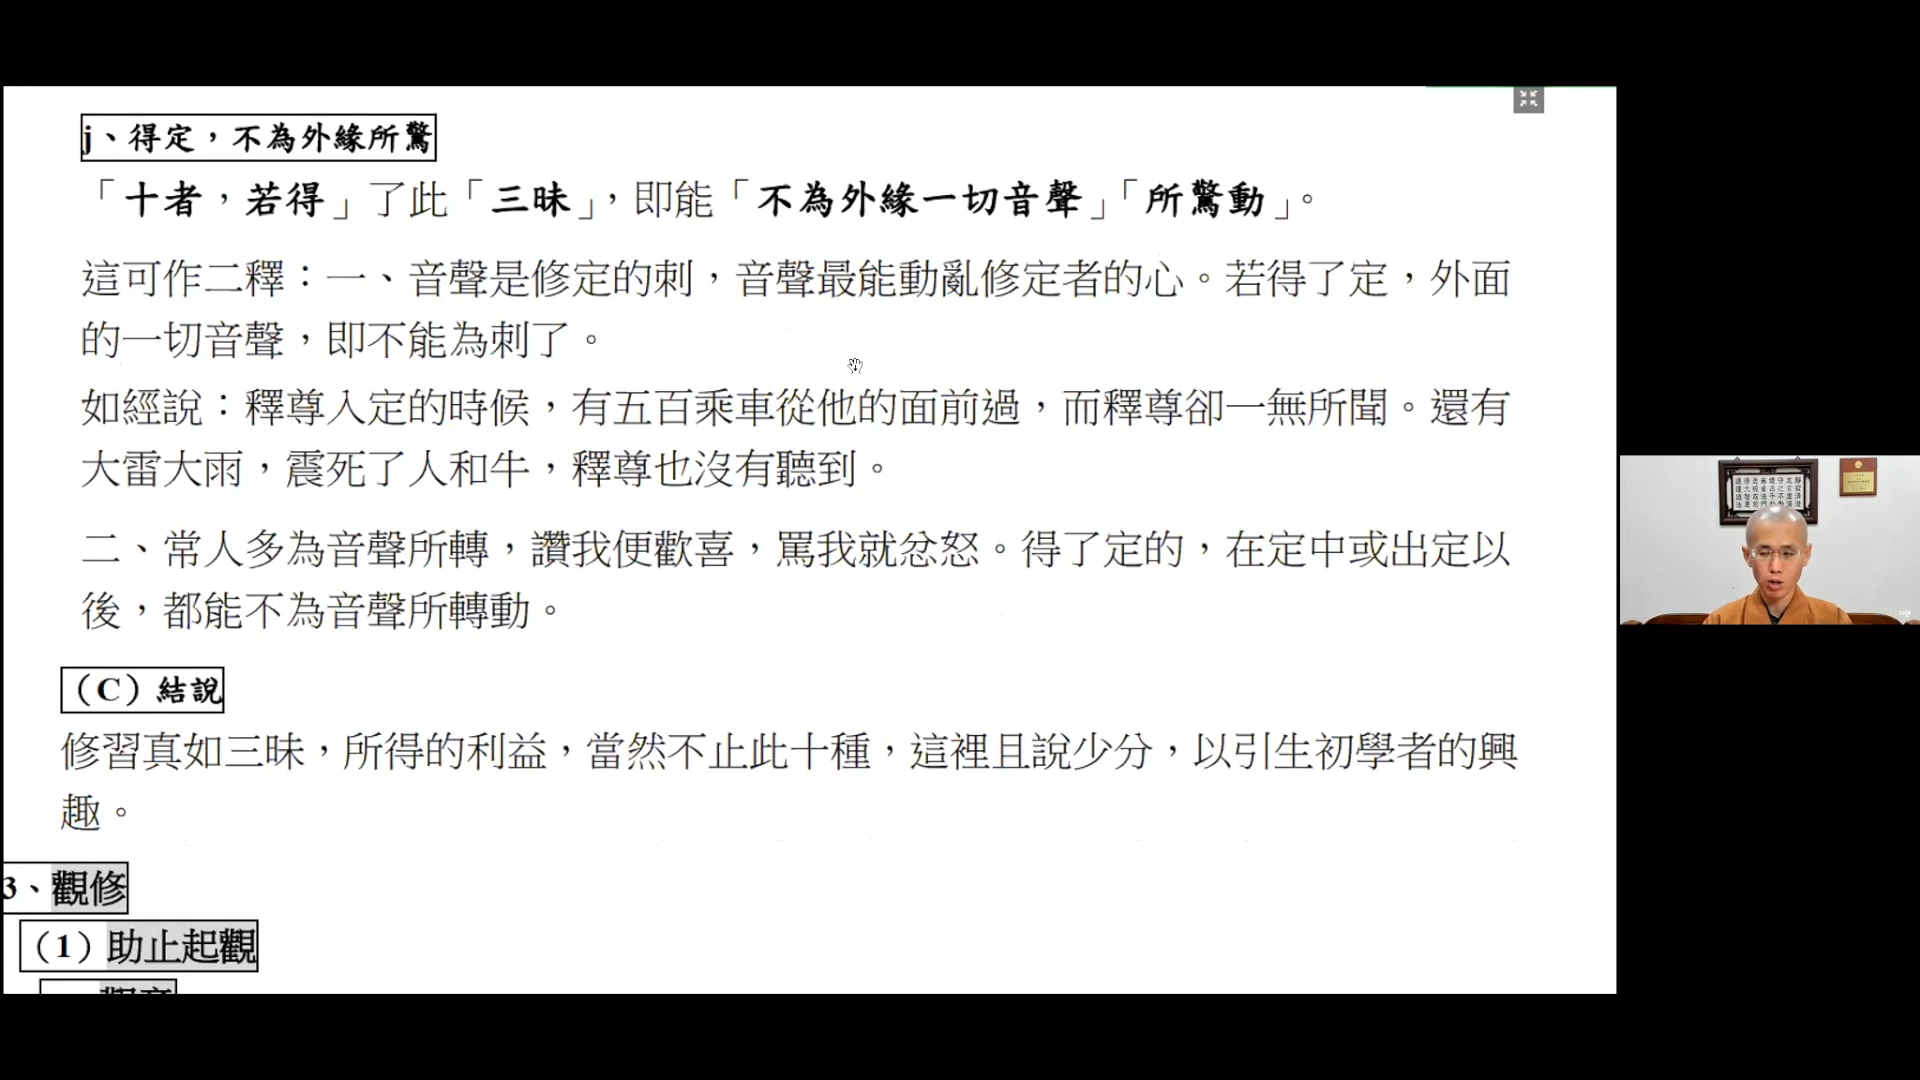 j、得定，不為外緣所驚
「十者，若得」了此「三昧」，即能「不為外緣一切音聲」「所驚動」。
這可作二釋：一、音聲是修定的刺，音聲最能動亂修定者的心。若得了定，外面
的一切音聲，即不能為刺了。
如經說：釋尊入定的時候，有五百乘車從他的面前過，而釋尊卻一無所聞。還有
大雷大雨，震死了人和牛，釋尊也沒有聽到。
二、常人多為音聲所轉，讚我便歡喜，罵我就忿怒。得了定的，在定中或出定以
後，都能不為音聲所轉動。
（C）結說
修習真如三昧，所得的利益，當然不止此十種，這裡且說少分，以引生初學者的興
趣。
3、觀修
（1）助止起觀